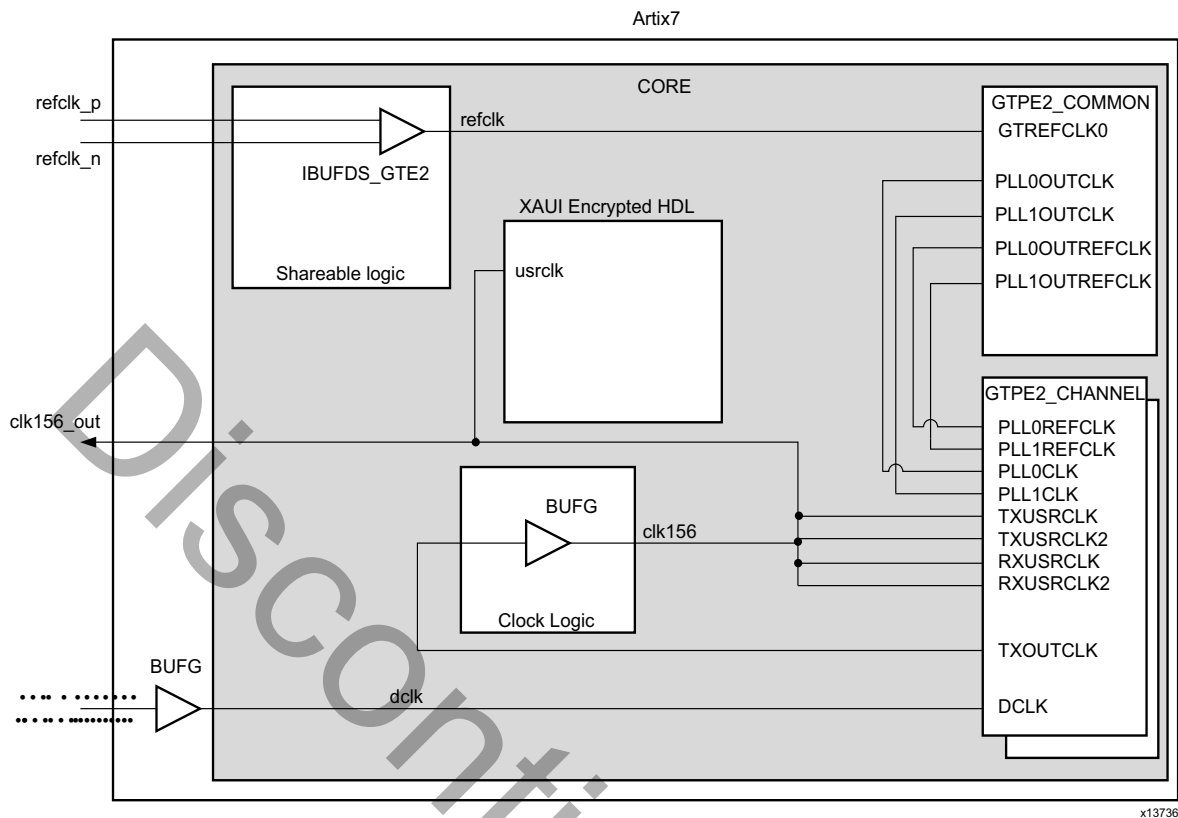 Artix7
CORE
refclk_p
refclk_n
refclk
IBUFDS_GTE2
Shareable logic
GTPE2_COMMON
GTREFCLK0
PLL0OUTCLK
PLL1OUTCLK
PLL0OUTREFCLK
PLL1OUTREFCLK
XAUI Encrypted HDL
usrclk
clk156_out
GTPE2_CHANNEL
PLL0REFCLK
PLL1REFCLK
PLL0CLK
PLL1CLK
TXUSRCLK
TXUSRCLK2
RXUSRCLK
RXUSRCLK2
TXOUTCLK
DCLK
BUFG
clk156
Clock Logic
BUFG
dclk
Disconti
x13736